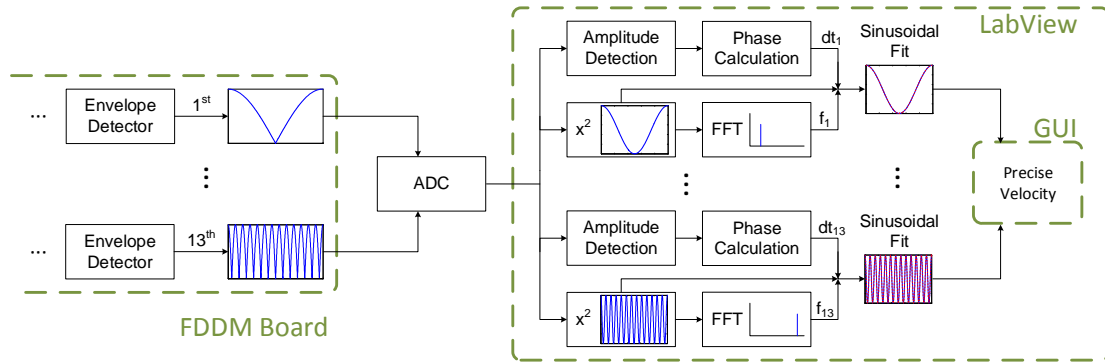 LabView
Amplitude
Detection
Phase
Calculation
dt₁
Sinusoidal
Fit
...
Envelope
Detector
1st
x²
FFT
f₁
GUI
ADC
Precise
Velocity
...
Envelope
Detector
13th
Amplitude
Detection
Phase
Calculation
dt₁₃
Sinusoidal
Fit
x²
FFT
f₁₃
FDDM Board